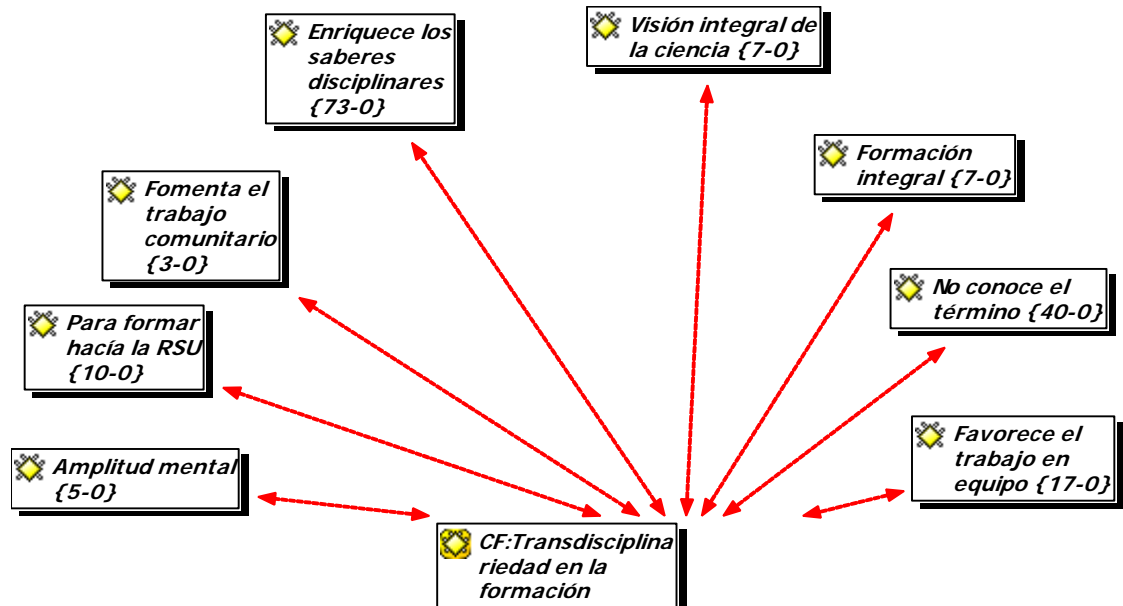 Enriquece los
saberes
disciplinares
{73-0}
Visión integral de
la ciencia {7-0}
Formación
integral {7-0}
Fomenta el
trabajo
comunitario
{3-0}
No conoce el
término {40-0}
Para formar
hacía la RSU
{10-0}
Favorece el
trabajo en
equipo {17-0}
Amplitud mental
{5-0}
CF:Transdisciplina
riedad en la
formación